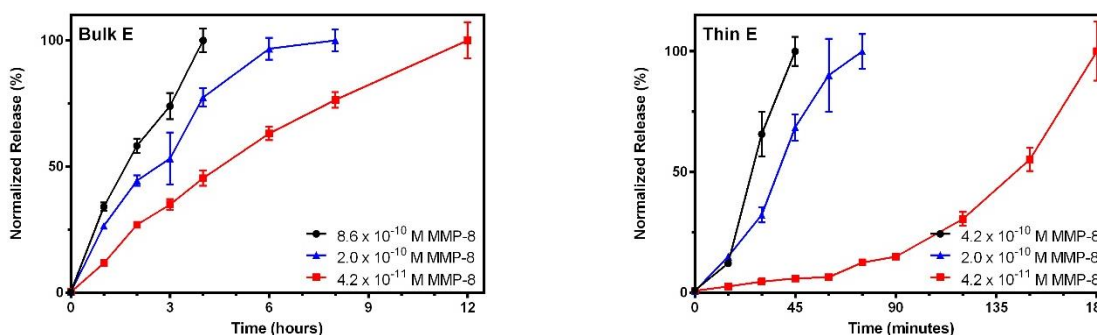 Bulk E
Normalized Release (%)
100
50
0
0
3
6
9
12
Time (hours)
8.6 x 10⁻¹⁰ M MMP-8
2.0 x 10⁻¹⁰ M MMP-8
4.2 x 10⁻¹¹ M MMP-8
Thin E
Normalized Release (%)
100
50
0
0
45
90
135
180
Time (minutes)
4.2 x 10⁻¹⁰ M MMP-8
2.0 x 10⁻¹⁰ M MMP-8
4.2 x 10⁻¹¹ M MMP-8